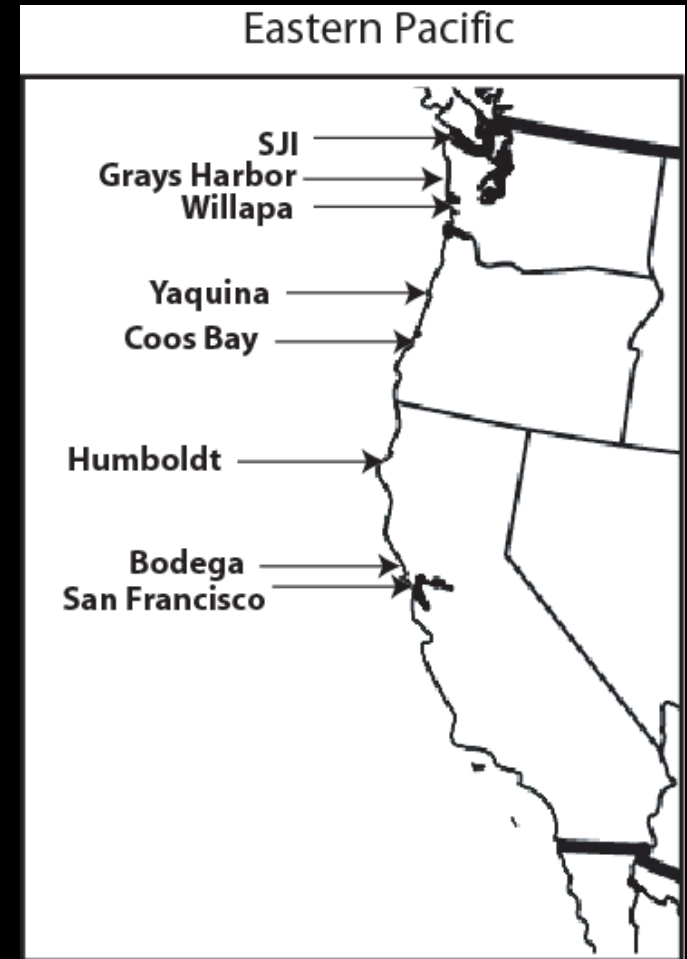 Eastern Pacific
SJI
Grays Harbor
Willapa
Yaquina
Coos Bay
Humboldt
Bodega
San Francisco